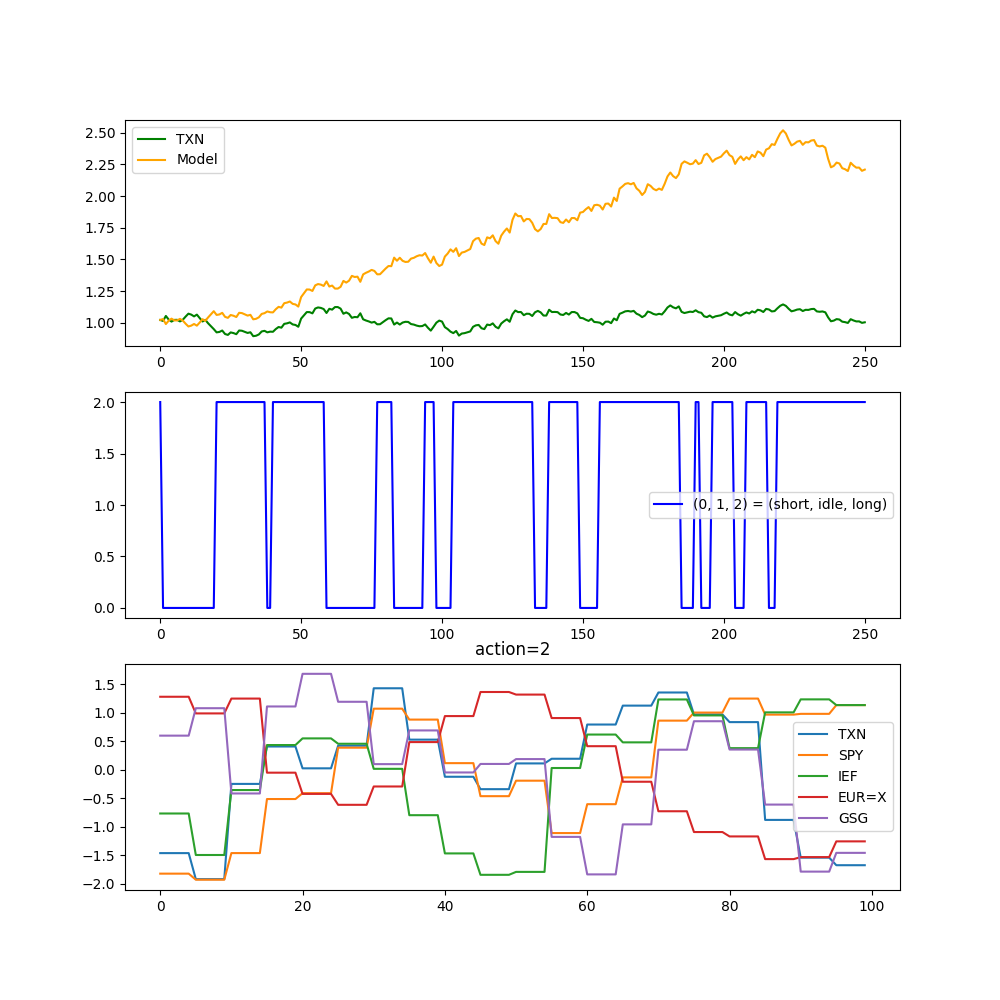 2.50
2.25
2.00
1.75
1.50
1.25
1.00
TXN
Model
0 50 100 150 200 250
2.0
1.5
1.0
0.5
0.0
(0, 1, 2) = (short, idle, long)
0 50 100 150 200 250
action=2
1.5
1.0
0.5
0.0
−0.5
−1.0
−1.5
−2.0
TXN
SPY
IEF
EUR=X
GSG
0 20 40 60 80 100